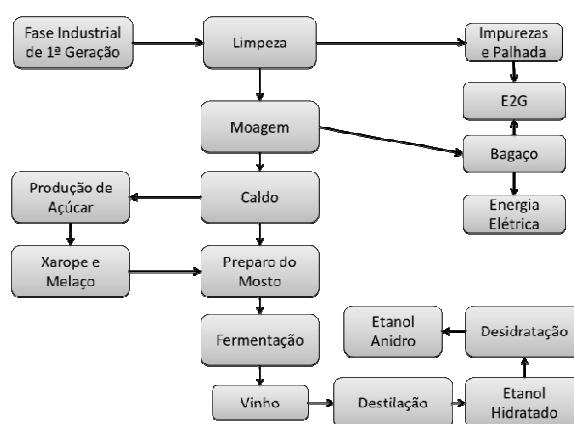 Fase Industrial
de 1ª Geração
Limpeza
Impurezas
e Palhada
E2G
Moagem
Bagaço
Produção de
Açúcar
Caldo
Energia
Elétrica
Xarope e
Melaço
Preparo do
Mosto
Fermentação
Etanol
Anidro
Desidratação
Vinho
Destilação
Etanol
Hidratado